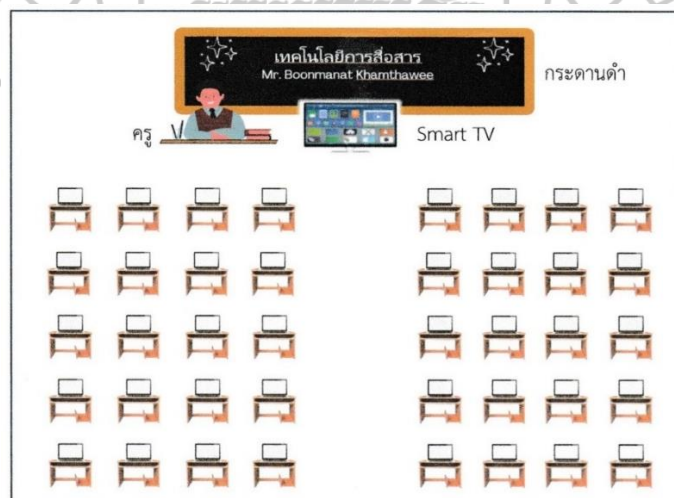 เทคโนโลยีการสื่อสาร
Mr. Boonmanat Khamthawee
กระดานดำ
ครู
Smart TV